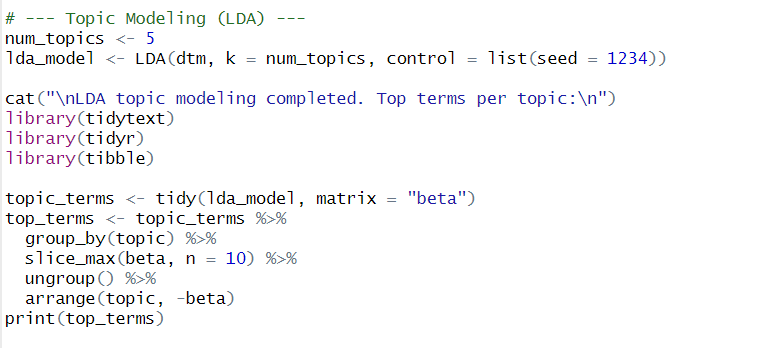 # --- Topic Modeling (LDA) ---
num_topics <- 5
lda_model <- LDA(dtm, k = num_topics, control = list(seed = 1234))

cat("\nLDA topic modeling completed. Top terms per topic:\n")
library(tidytext)
library(tidyr)
library(tibble)

topic_terms <- tidy(lda_model, matrix = "beta")
top_terms <- topic_terms %>%
  group_by(topic) %>%
  slice_max(beta, n = 10) %>%
  ungroup() %>%
  arrange(topic, -beta)
print(top_terms)